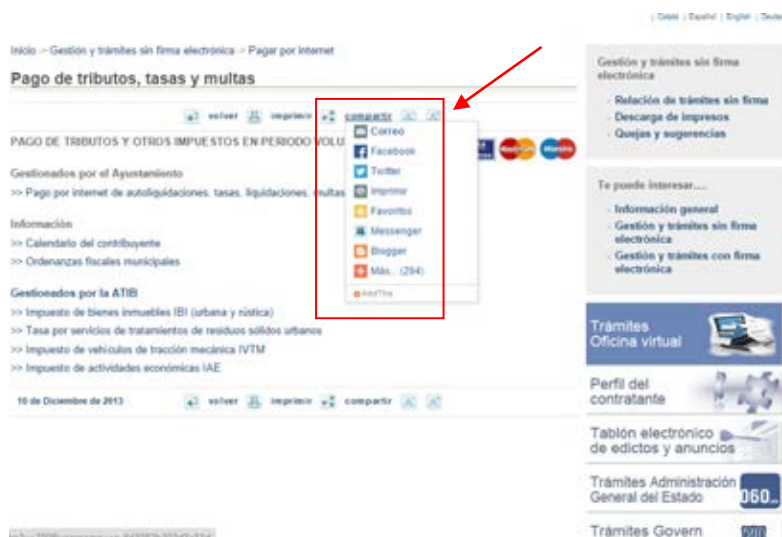 Català | Español | English | Deuts
Inicio -> Gestión y trámites sin firma electrónica -> Pagar por internet
Pago de tributos, tasas y multas
volver imprimir compartir
Correo
Facebook
Twitter
Imprimir
Favoritos
Messenger
Blogger
Más... (294)
AddThis
PAGO DE TRIBUTOS Y OTROS IMPUESTOS EN PERIODO VOLU
Gestionados por el Ayuntamiento
>> Pago por internet de autoliquidaciones, tasas, liquidaciones, multas
Información
>> Calendario del contribuyente
>> Ordenanzas fiscales municipales
Gestionados por la ATIB
>> Impuesto de bienes inmuebles IBI (urbana y rústica)
>> Tasa por servicios de tratamientos de residuos sólidos urbanos
>> Impuesto de vehículos de tracción mecánica IVTM
>> Impuesto de actividades económicas IAE
10 de Diciembre de 2013
volver imprimir compartir
Gestión y trámites sin firma
electrónica
Relación de trámites sin firma
Descarga de impresos
Quejas y sugerencias
Te puede interesar....
Información general
Gestión y trámites sin firma
electrónica
Gestión y trámites con firma
electrónica
Trámites
Oficina virtual
Perfil del
contratante
Tablón electrónico
de edictos y anuncios
Trámites Administración
General del Estado
060
Trámites Govern